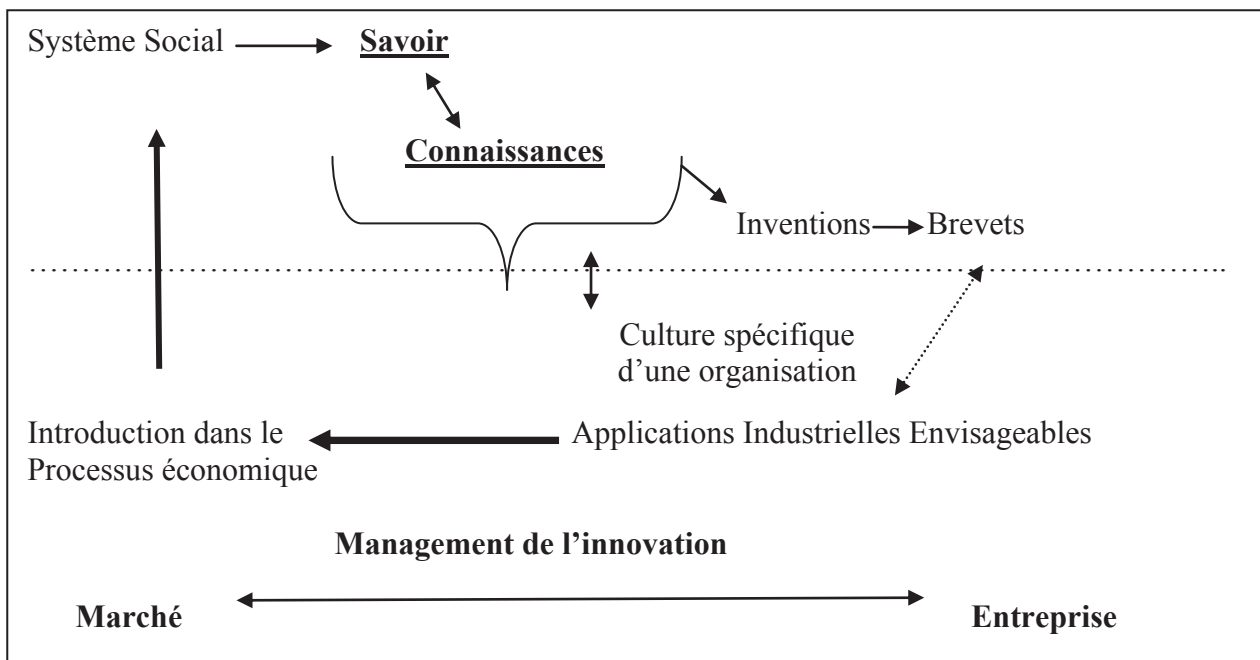 Système Social
Savoir
Connaissances
Inventions
Brevets
Culture spécifique
d’une organisation
Introduction dans le
Processus économique
Applications Industrielles Envisageables
Management de l’innovation
Marché
Entreprise